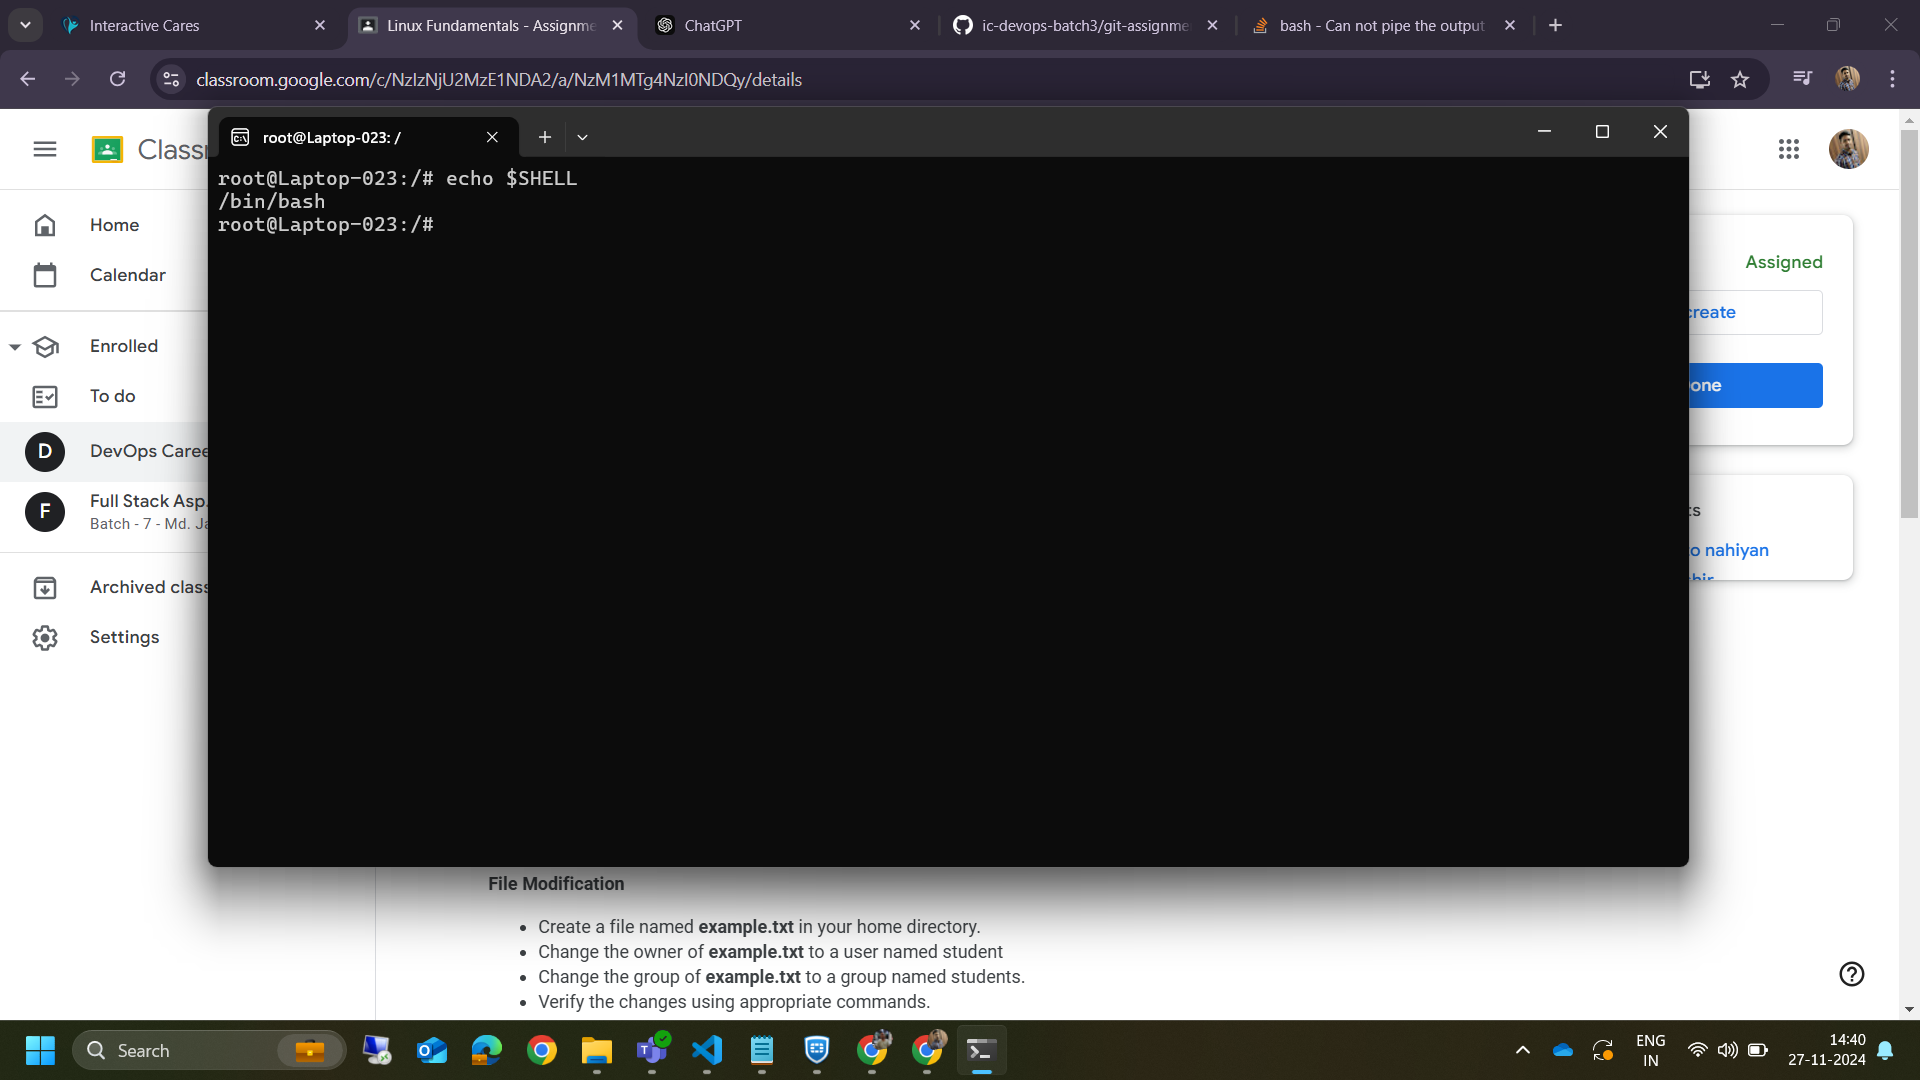 Interactive Cares
Linux Fundamentals - Assignme
ChatGPT
ic-devops-batch3/git-assignme
bash - Can not pipe the output
classroom.google.com/c/NzIzNjU2MzE1NDA2/a/NzM1MTg4NzI0NDQy/details
Classr
root@Laptop-023: /
root@Laptop-023:/# echo $SHELL
/bin/bash
root@Laptop-023:/#
Home
Calendar
Enrolled
To do
D
DevOps Caree
F
Full Stack Asp.
Batch - 7 - Md. Ja
Archived class
Settings
Assigned
create
one
ts
to nahiyan
File Modification
• Create a file named example.txt in your home directory.
• Change the owner of example.txt to a user named student
• Change the group of example.txt to a group named students.
• Verify the changes using appropriate commands.
Search
ENG
IN
14:40
27-11-2024